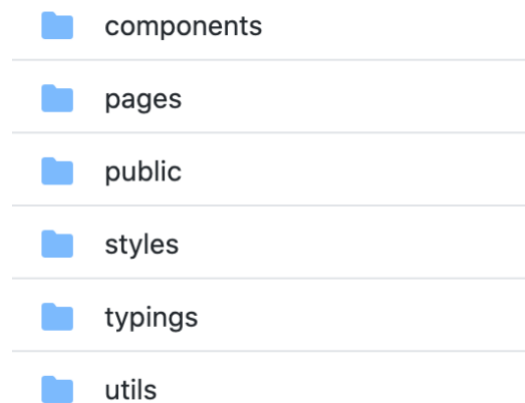 components
pages
public
styles
typings
utils